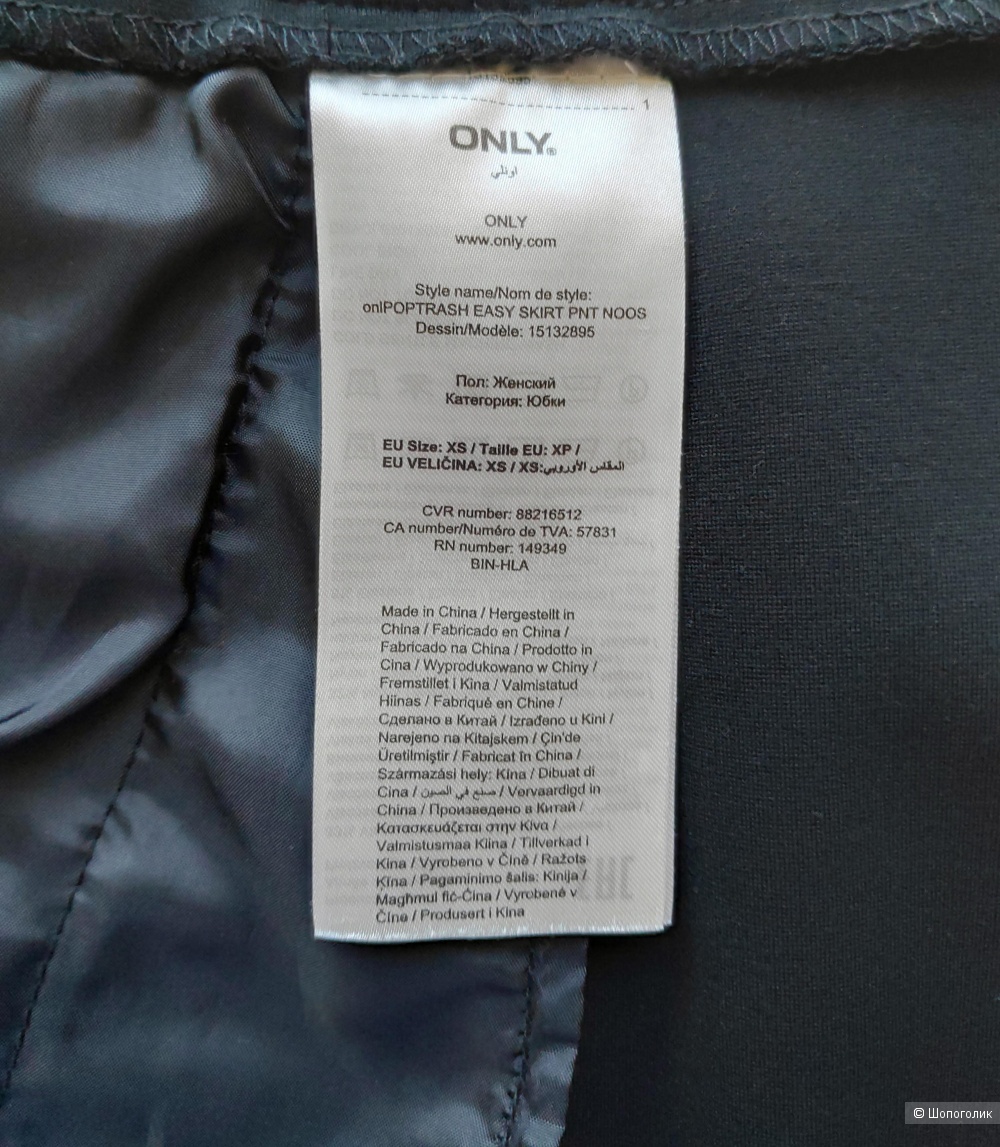 1
ONLY®
اونلي
ONLY
www.only.com
Style name/Nom de style:
onlPOPTRASH EASY SKIRT PNT NOOS
Dessin/Modèle: 15132895
Пол: Женский
Категория: Юбки
EU Size: XS / Taille EU: XP /
EU VELIČINA: XS / XS:المقاس الأوروبي
CVR number: 88216512
CA number/Numéro de TVA: 57831
RN number: 149349
BIN-HLA
Made in China / Hergestellt in
China / Fabricado en China /
Fabricado na China / Prodotto in
Cina / Wyprodukowano w Chiny /
Fremstillet i Kina / Valmistatud
Hiinas / Fabriqué en Chine /
Сделано в Китай / Izrađeno u Kini /
Narejeno na Kitajskem / Çin'de
Üretilmiştir / Fabricat în China /
Származási hely: Kína / Dibuat di
Cina / صنع في الصين / Vervaardigd in
China / Произведено в Китай /
Κατασκευάζεται στην Κίνα /
Valmistusmaa Kiina / Tillverkad i
Kina / Vyrobeno v Číně / Ražots
Ķīna / Pagaminimo šalis: Kinija /
Magħmul fiċ-Ċina / Vyrobené v
Číne / Produsert i Kina
© Шопоголик